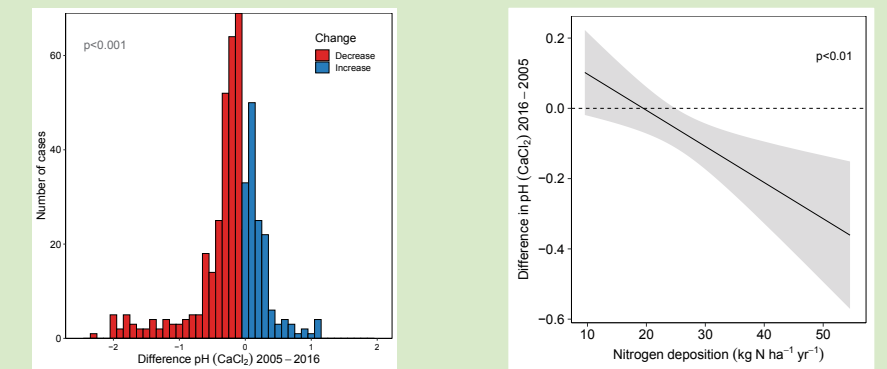 p<0.001
Change
Decrease
Increase
60
40
20
0
Number of cases
−2
−1
0
1
2
Difference pH (CaCl₂) 2005 − 2016
p<0.01
0.2
0.0
−0.2
−0.4
−0.6
Difference in pH (CaCl₂) 2016 − 2005
10
20
30
40
50
Nitrogen deposition (kg N ha⁻¹ yr⁻¹)